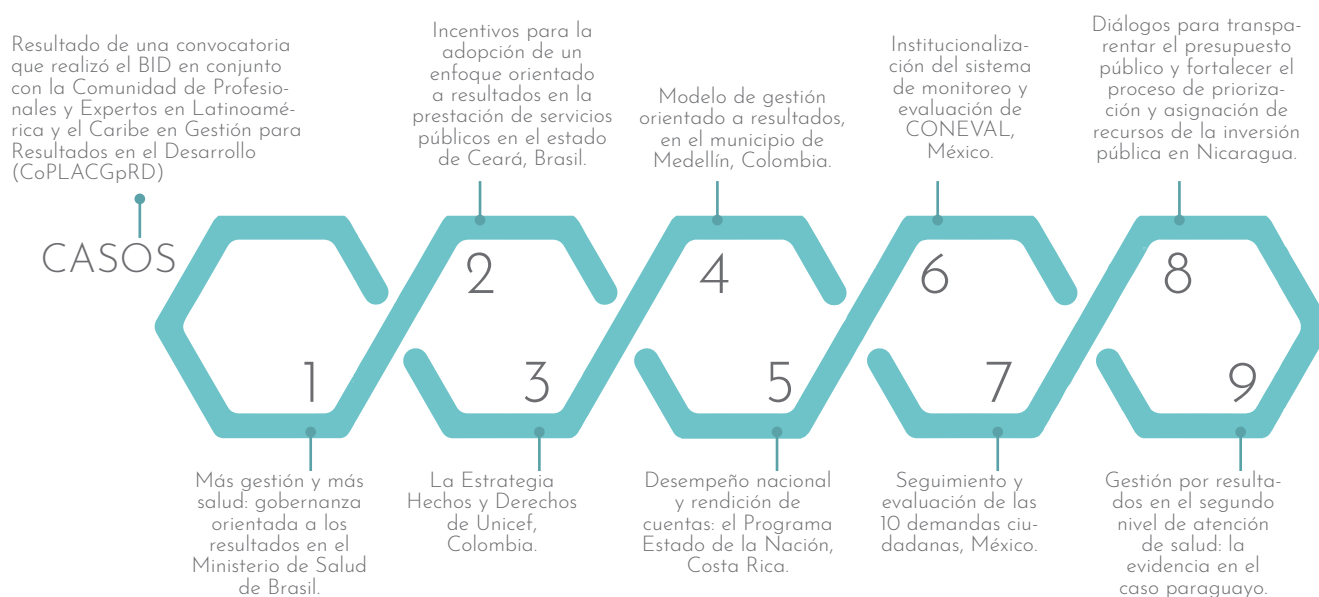 Resultado de una convocatoria
que realizó el BID en conjunto
con la Comunidad de Profesio-
nales y Expertos en Latinoamé-
rica y el Caribe en Gestión para
Resultados en el Desarrollo
(CoPLACGpRD)
CASOS
1
Más gestión y más
salud: gobernanza
orientada a los
resultados en el
Ministerio de Salud
de Brasil.
Incentivos para la
adopción de un
enfoque orientado
a resultados en la
prestación de servicios
públicos en el estado
de Ceará, Brasil.
2
3
La Estrategia
Hechos y Derechos
de Unicef,
Colombia.
Modelo de gestión
orientado a resultados,
en el municipio de
Medellín, Colombia.
4
5
Desempeño nacional
y rendición de
cuentas: el Programa
Estado de la Nación,
Costa Rica.
Institucionaliza-
ción del sistema
de monitoreo y
evaluación de
CONEVAL,
México.
6
7
Seguimiento y
evaluación de las
10 demandas ciu-
dadanas, México.
Diálogos para transpa-
rentar el presupuesto
público y fortalecer el
proceso de prioriza-
ción y asignación de
recursos de la inversión
pública en Nicaragua.
8
9
Gestión por resulta-
dos en el segundo
nivel de atención
de salud: la
evidencia en el
caso paraguayo.